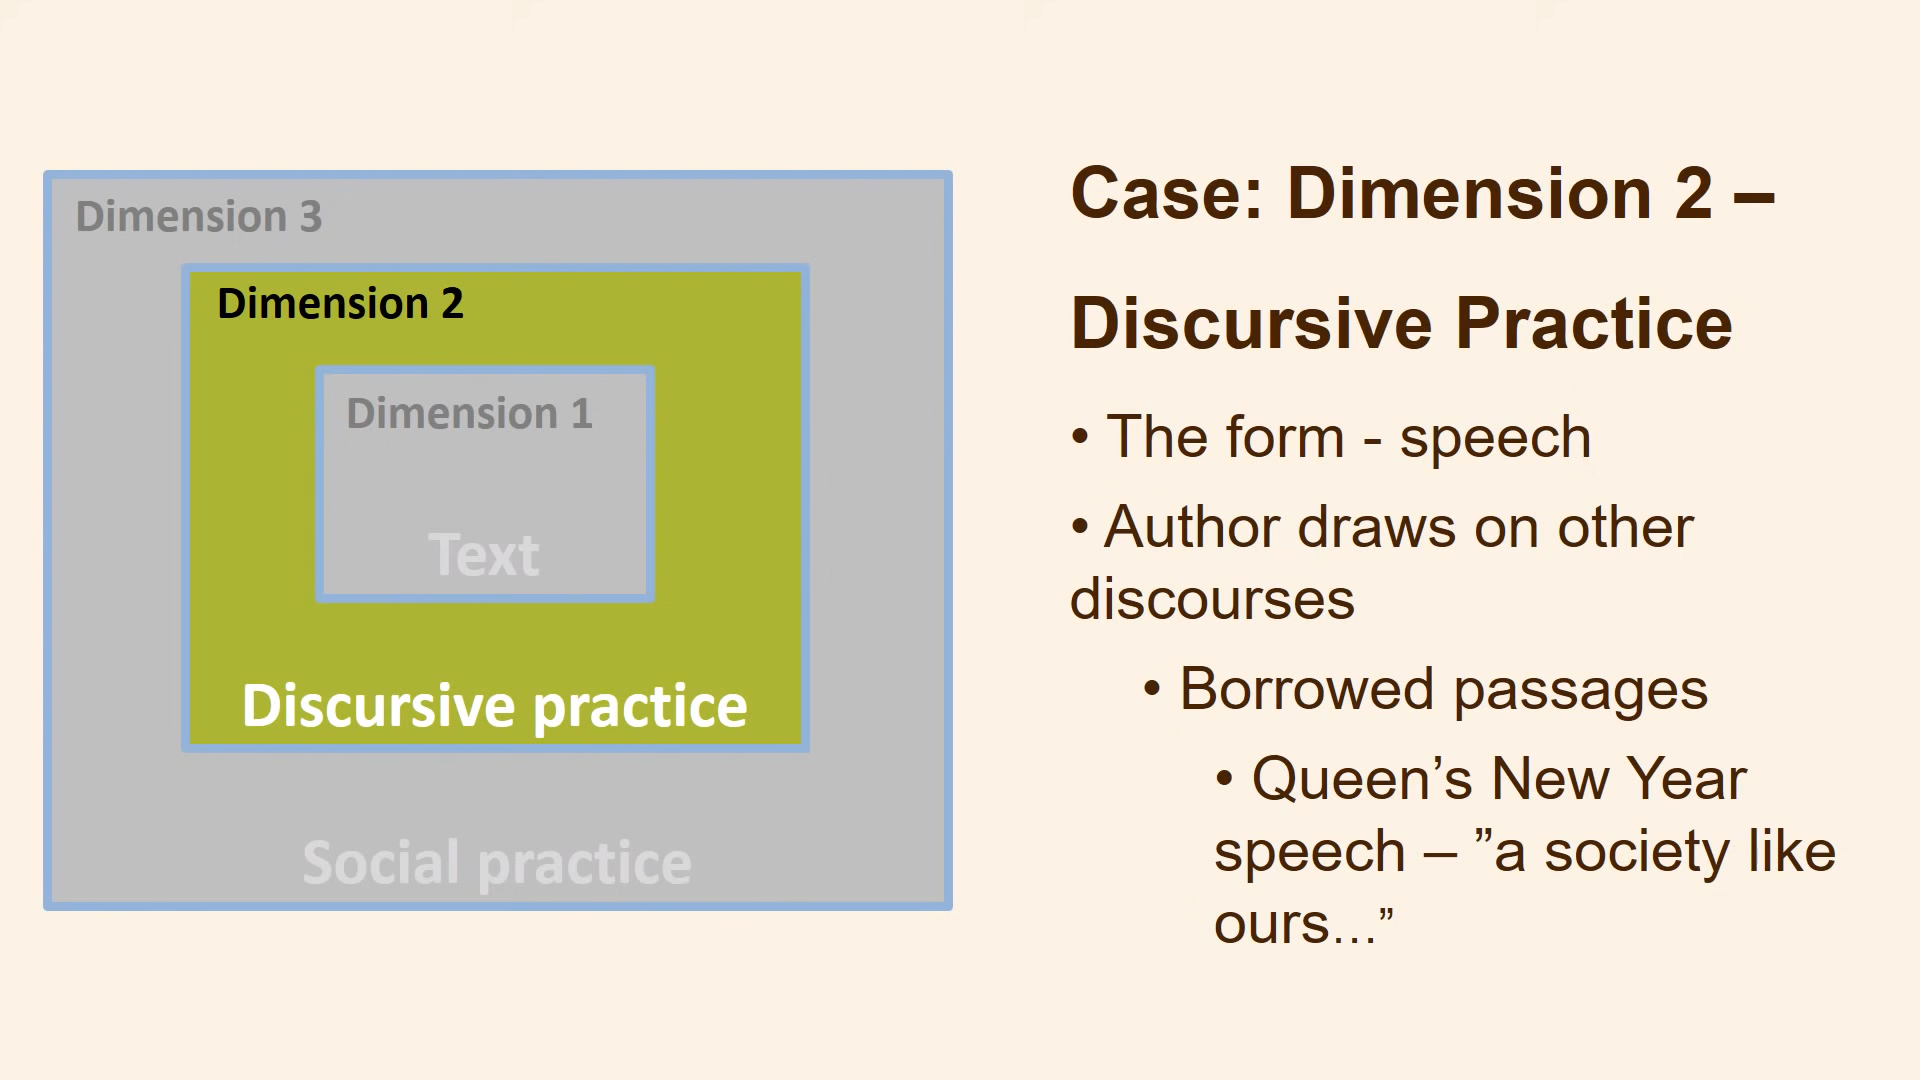 Dimension 3
Dimension 2
Dimension 1
Text
Discursive practice
Social practice
Case: Dimension 2 –
Discursive Practice
• The form - speech
• Author draws on other
discourses
• Borrowed passages
• Queen’s New Year
speech – ”a society like
ours…”